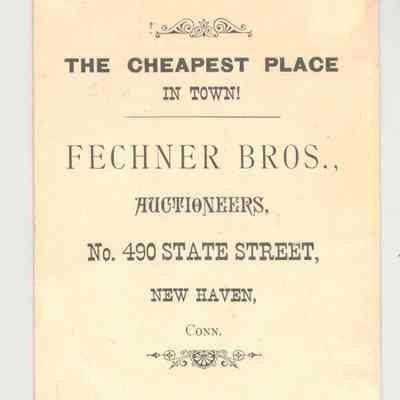 THE CHEAPEST PLACE
IN TOWN!
FECHNER BROS.,
AUCTIONEERS,
No. 490 STATE STREET,
NEW HAVEN,
CONN.